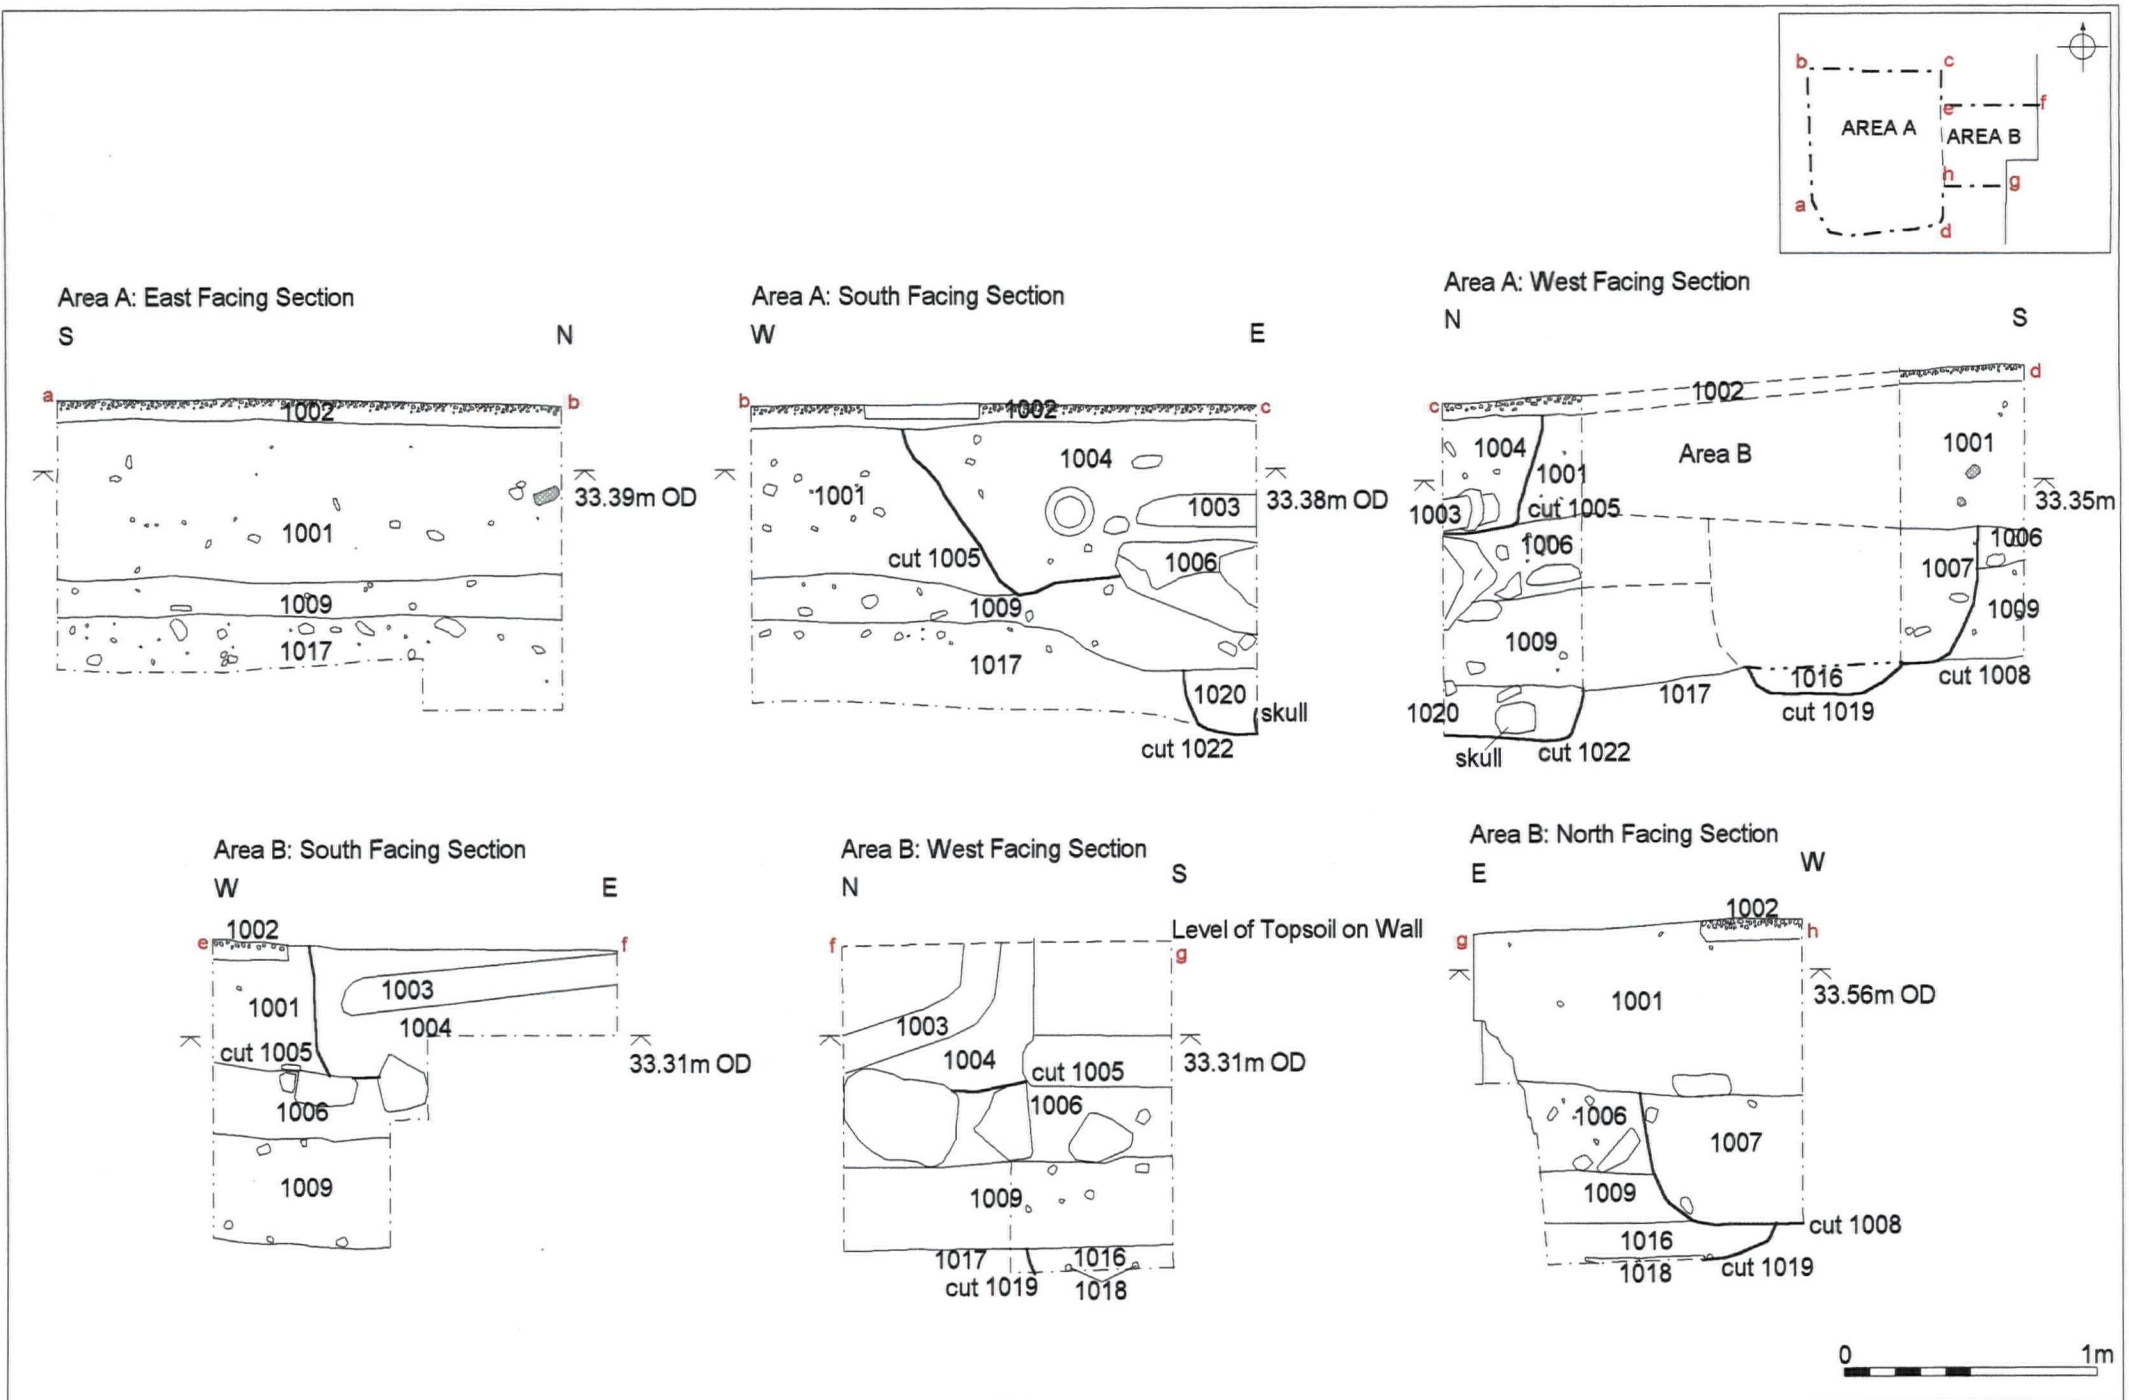 b
c
e
f
AREA A
AREA B
h
g
a
d
Area A: East Facing Section
S
N
a
1002
b
33.39m OD
1001
1009
1017
Area A: South Facing Section
W
E
b
1002
c
1004
1001
1003
33.38m OD
cut 1005
1006
1009
1017
1020
skull
cut 1022
Area A: West Facing Section
N
S
c
1002
d
1004
1001
Area B
1001
1003
cut 1005
33.35m
1006
1006
1007
1009
1009
1016
cut 1008
1017
1020
cut 1019
skull
cut 1022
Area B: South Facing Section
W
E
1002
e
f
1003
1001
1004
cut 1005
33.31m OD
1006
1009
Area B: West Facing Section
N
S
Level of Topsoil on Wall
f
g
1003
1004
cut 1005
33.31m OD
1006
1009
1017
1016
cut 1019
1018
Area B: North Facing Section
E
W
1002
g
h
1001
33.56m OD
1006
1007
1009
cut 1008
1016
1018
cut 1019
0
1m